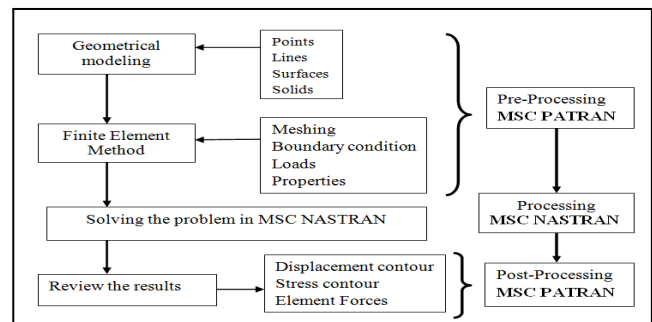 Geometrical
modeling
Points
Lines
Surfaces
Solids
Pre-Processing
MSC PATRAN
Finite Element
Method
Meshing
Boundary condition
Loads
Properties
Solving the problem in MSC NASTRAN
Processing
MSC NASTRAN
Review the results
Displacement contour
Stress contour
Element Forces
Post-Processing
MSC PATRAN